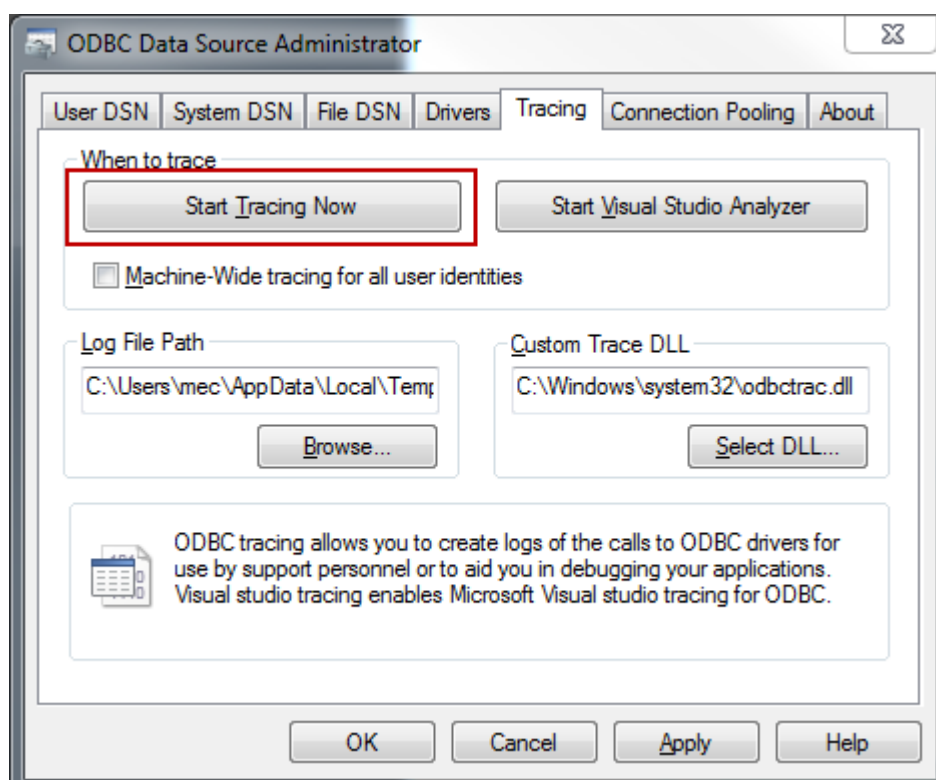 ODBC Data Source Administrator
User DSN System DSN File DSN Drivers Tracing Connection Pooling About
When to trace
Start Tracing Now Start Visual Studio Analyzer
Machine-Wide tracing for all user identities
Log File Path Custom Trace DLL
C:\Users\mec\AppData\Local\Temp C:\Windows\system32\odbctrac.dll
Browse... Select DLL...
ODBC tracing allows you to create logs of the calls to ODBC drivers for
use by support personnel or to aid you in debugging your applications.
Visual studio tracing enables Microsoft Visual studio tracing for ODBC.
OK Cancel Apply Help